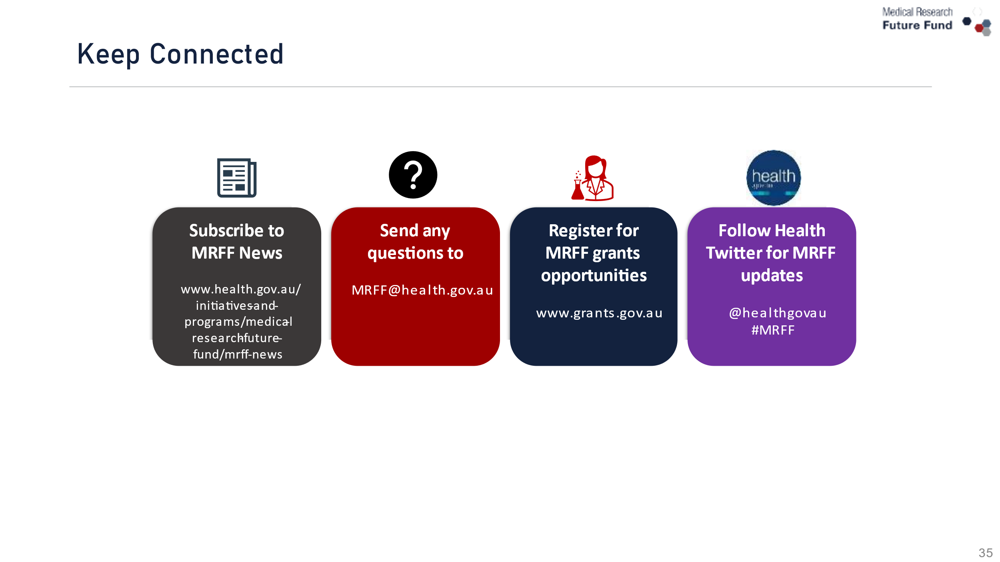 Medical Research
Future Fund
Keep Connected
health
Subscribe to
MRFF News
www.health.gov.au/
initiatives-and-
programs/medical-
research-future-
fund/mrff-news
Send any
questions to
MRFF@health.gov.au
Register for
MRFF grants
opportunities
www.grants.gov.au
Follow Health
Twitter for MRFF
updates
@healthgovau
#MRFF
35